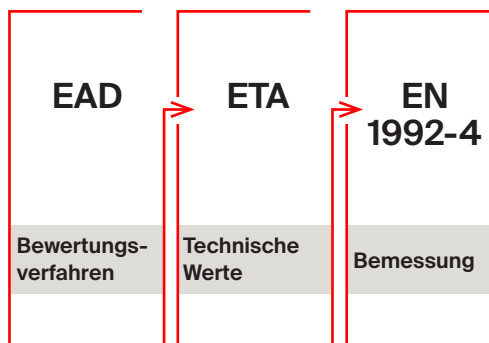 EAD
Bewertungs-
verfahren
ETA
Technische
Werte
EN
1992-4
Bemessung